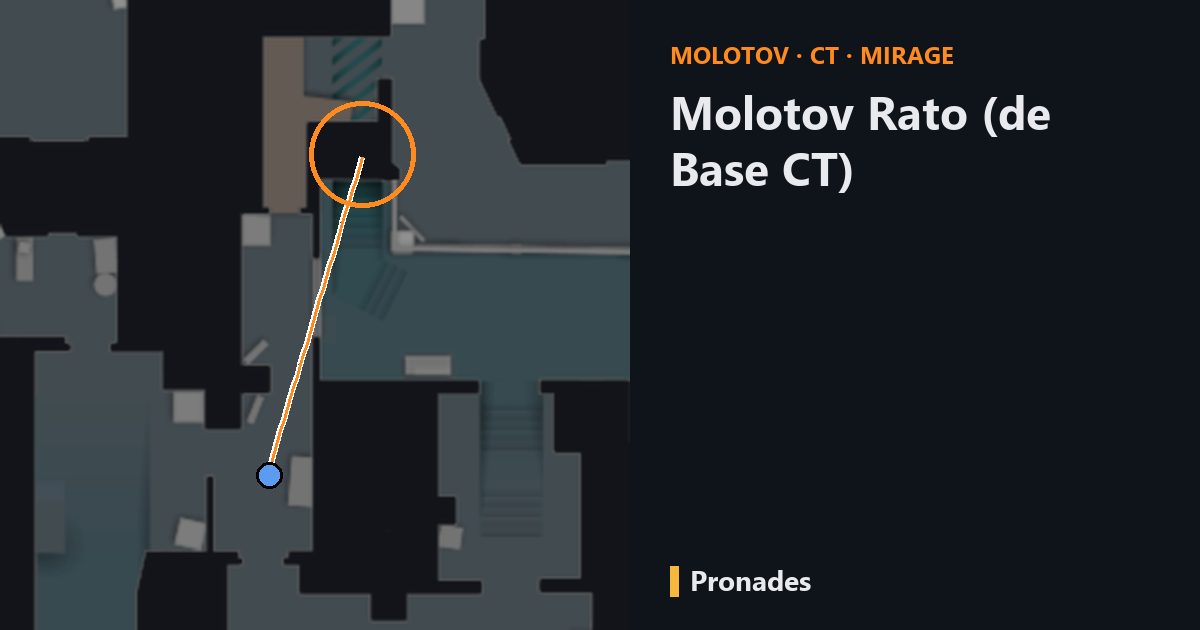 MOLOTOV · CT · MIRAGE
Molotov Rato (de
Base CT)
Pronades